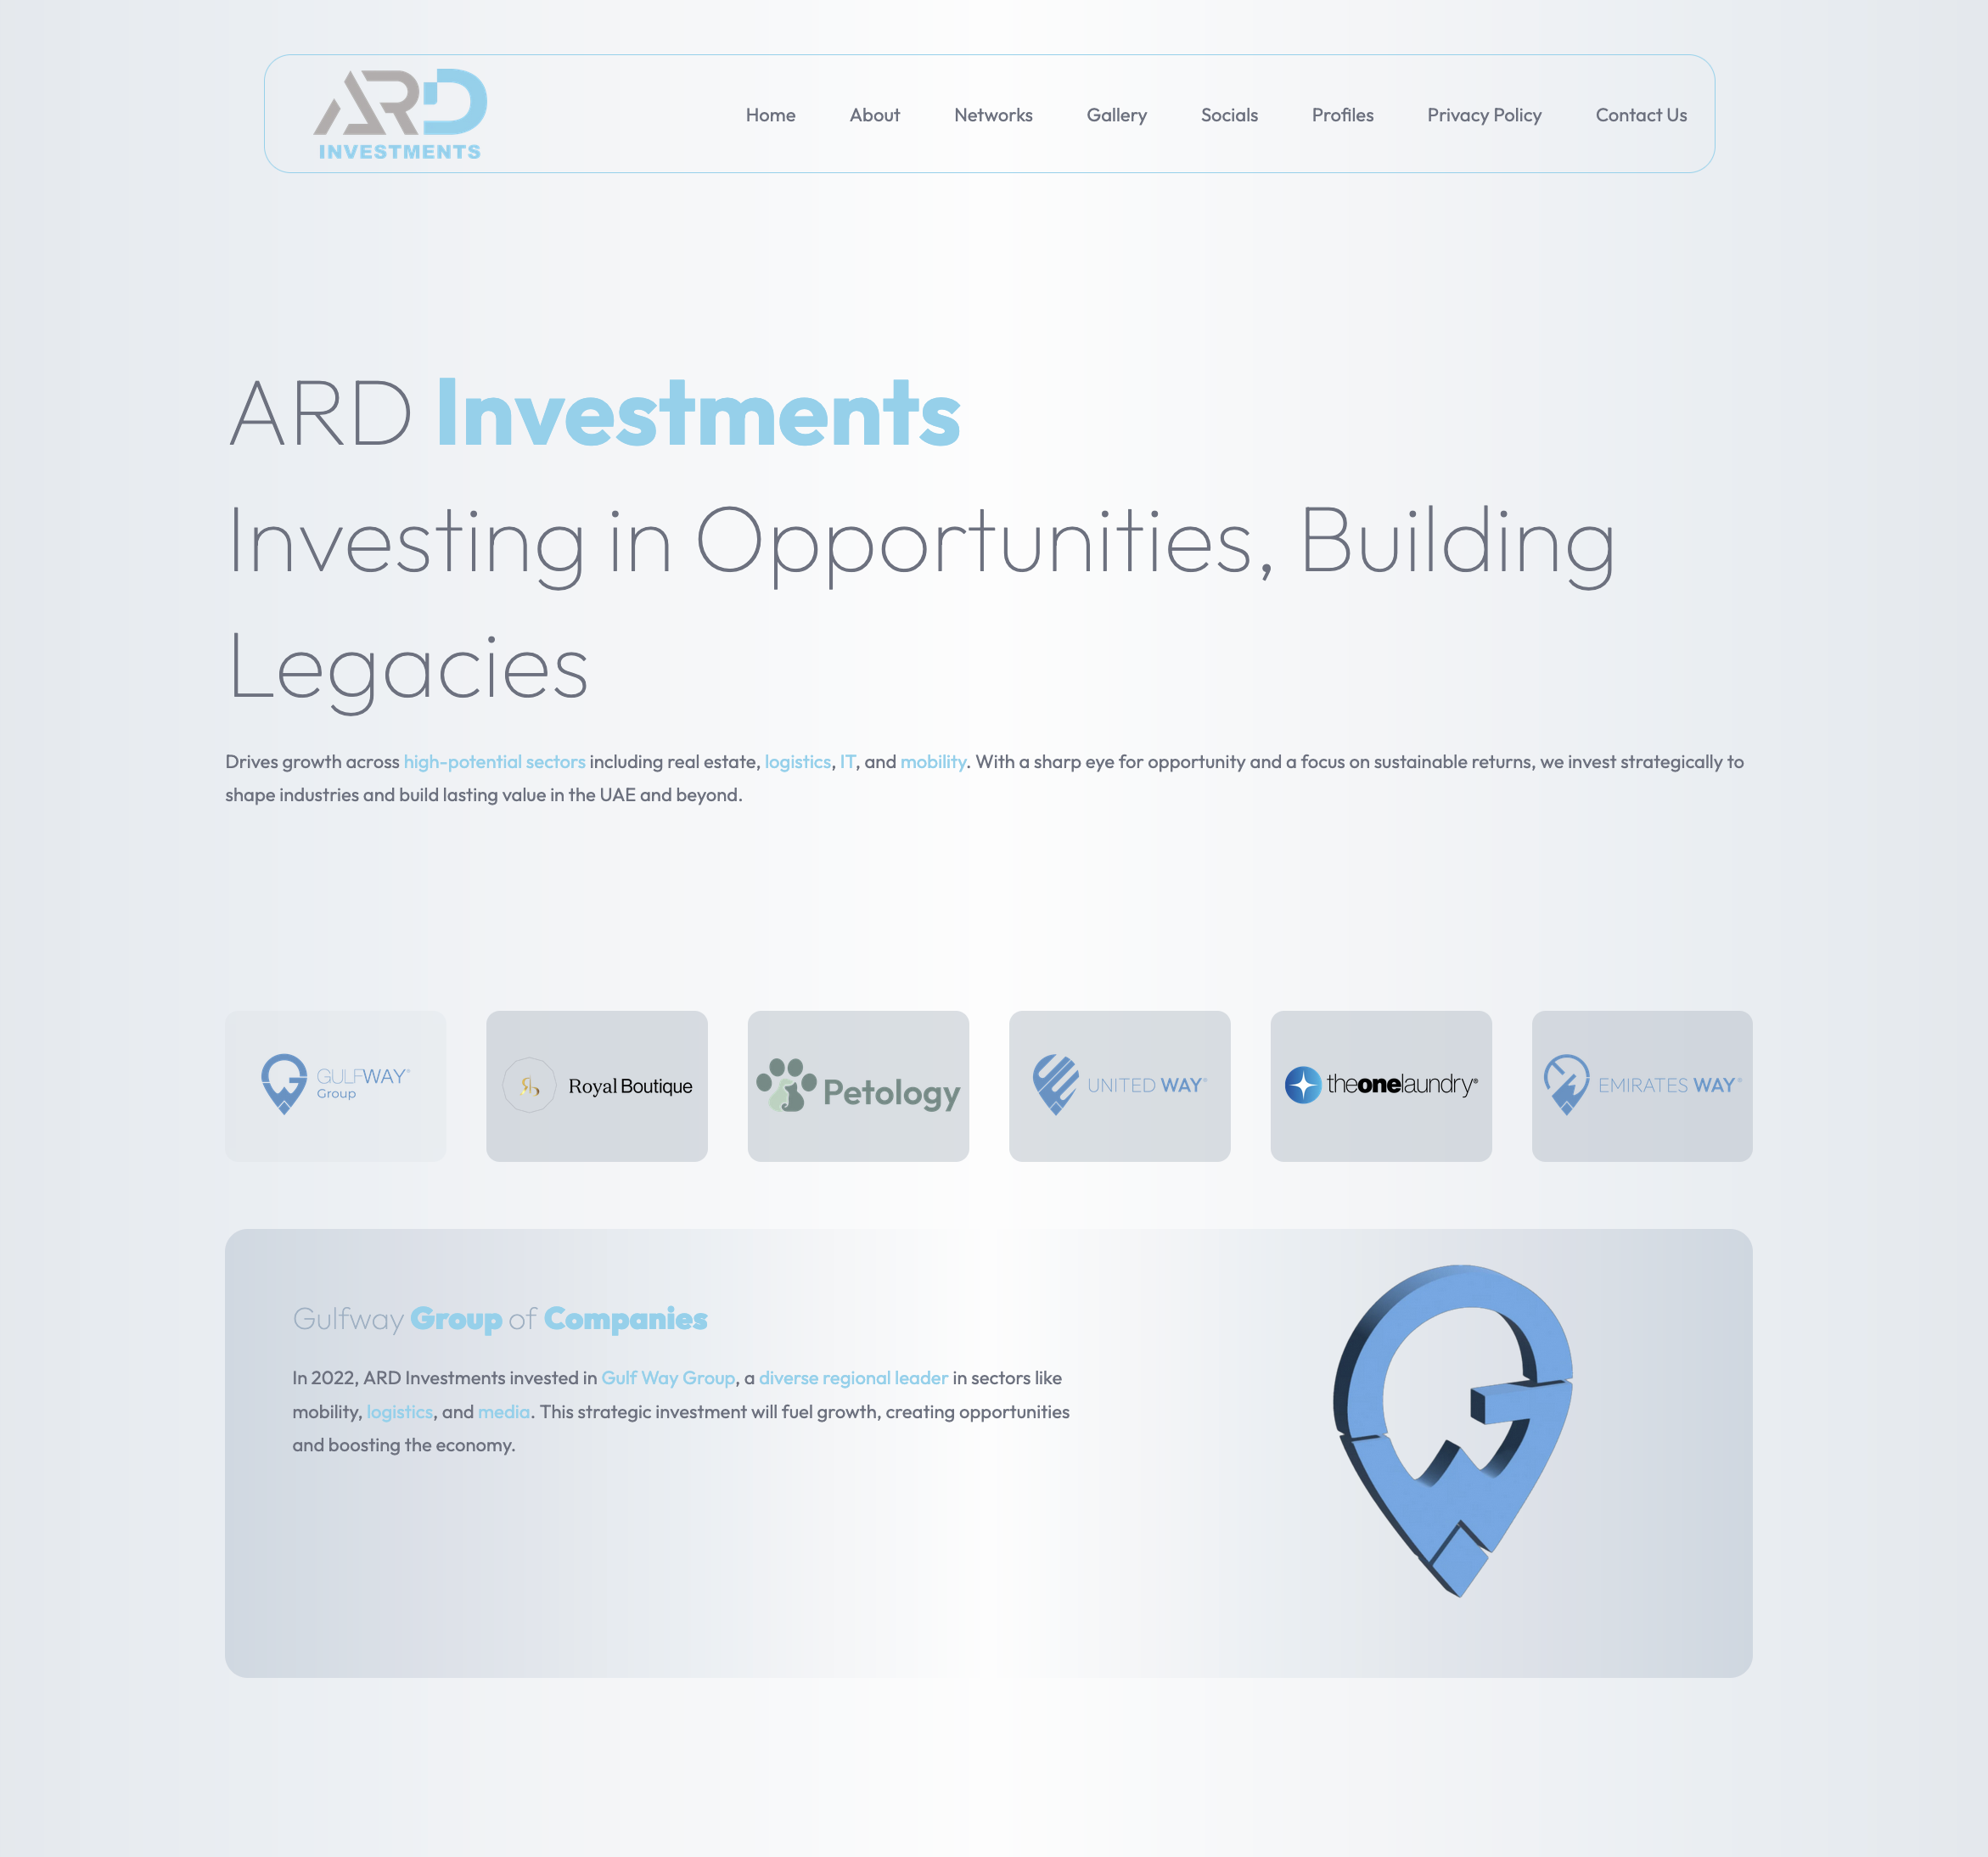 ARD
INVESTMENTS
Home About Networks Gallery Socials Profiles Privacy Policy Contact Us
ARD Investments
Investing in Opportunities, Building
Legacies
Drives growth across high-potential sectors including real estate, logistics, IT, and mobility. With a sharp eye for opportunity and a focus on sustainable returns, we invest strategically to
shape industries and build lasting value in the UAE and beyond.
GULFWAY®
Group
Royal Boutique
Petology
UNITED WAY®
theonelaundry®
EMIRATES WAY®
Gulfway Group of Companies
In 2022, ARD Investments invested in Gulf Way Group, a diverse regional leader in sectors like
mobility, logistics, and media. This strategic investment will fuel growth, creating opportunities
and boosting the economy.